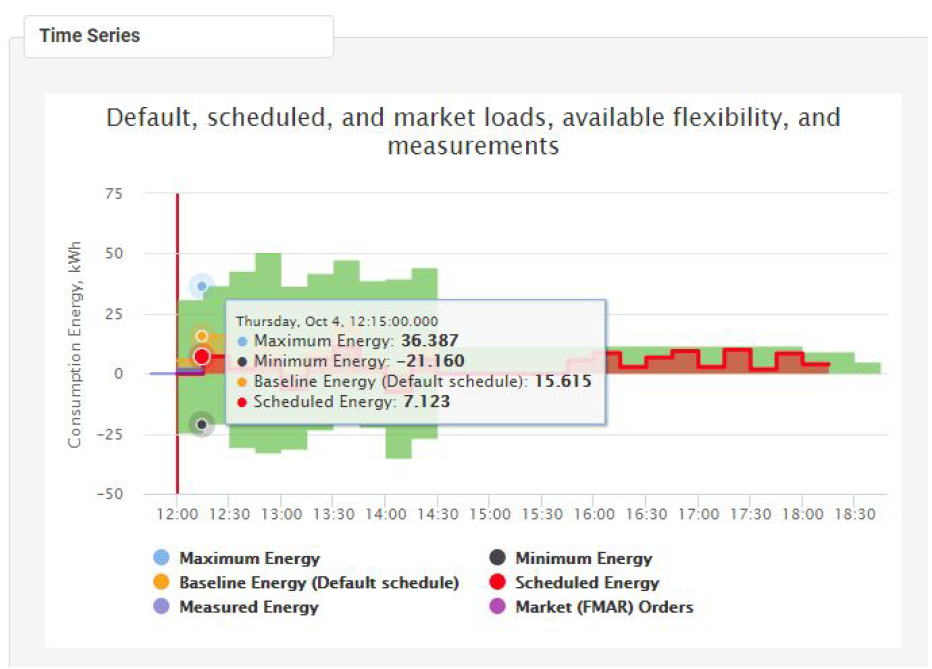 Time Series
Default, scheduled, and market loads, available flexibility, and
measurements
Consumption Energy, kWh
75
50
25
0
−25
−50
Thursday, Oct 4, 12:15:00.000
Maximum Energy: 36.387
Minimum Energy: −21.160
Baseline Energy (Default schedule): 15.615
Scheduled Energy: 7.123
12:00 12:30 13:00 13:30 14:00 14:30 15:00 15:30 16:00 16:30 17:00 17:30 18:00 18:30
Maximum Energy Minimum Energy
Baseline Energy (Default schedule) Scheduled Energy
Measured Energy Market (FMAR) Orders